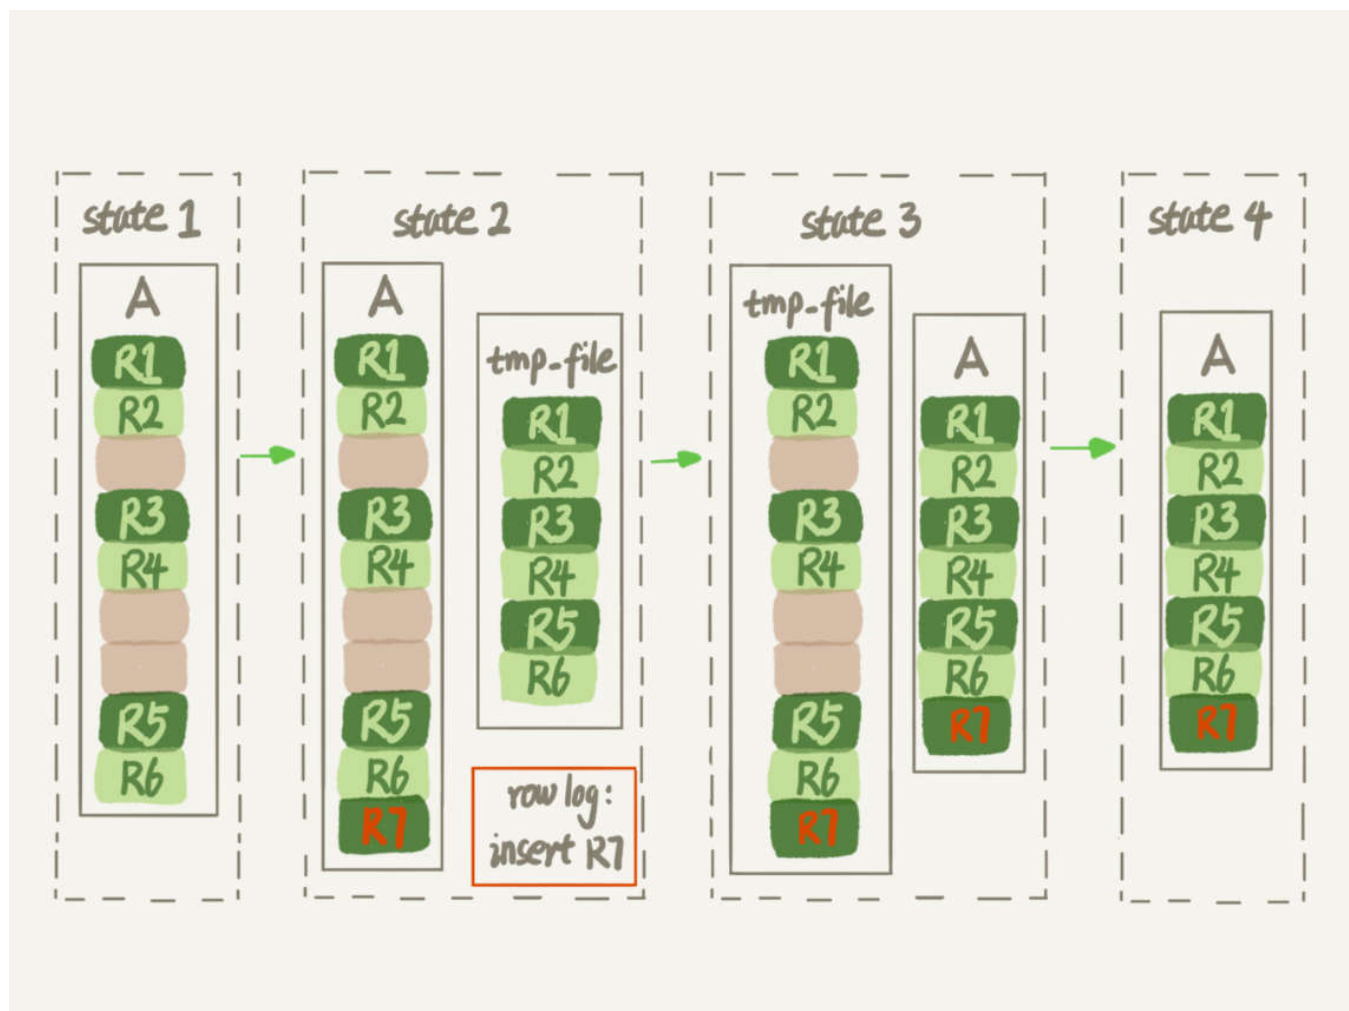 state 1
A
R1
R2
R3
R4
R5
R6
state 2
A
R1
R2
R3
R4
R5
R6
R7
tmp-file
R1
R2
R3
R4
R5
R6
row log:
insert R7
state 3
tmp-file
R1
R2
R3
R4
R5
R6
R7
A
R1
R2
R3
R4
R5
R6
R7
state 4
A
R1
R2
R3
R4
R5
R6
R7